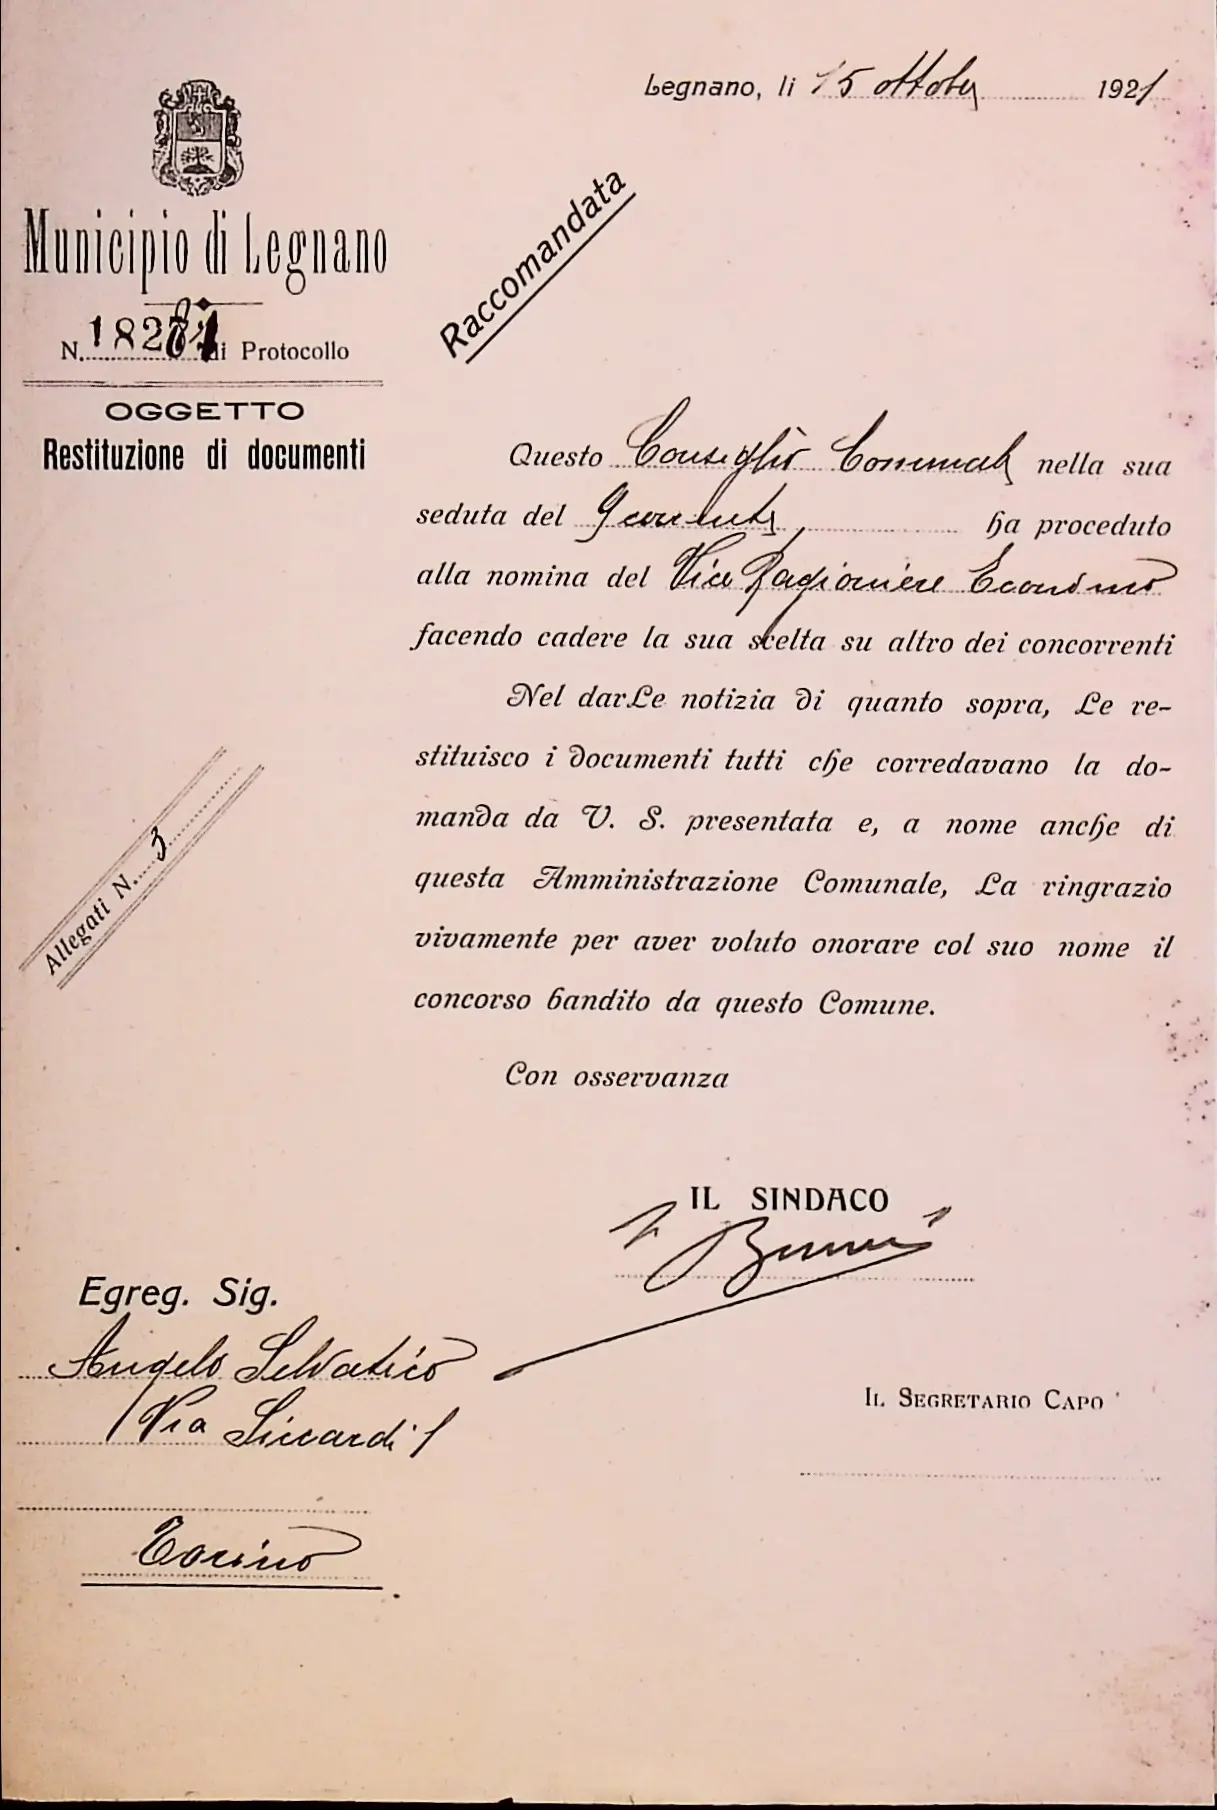 Legnano, li 15 ottobre 1921
Raccomandata
Municipio di Legnano
N. di Protocollo
OGGETTO
Restituzione di documenti
Questo Consiglio Comunale nella sua
seduta del 9 corrente, ha proceduto
alla nomina del Vice Ragioniere Economo
facendo cadere la sua scelta su altro dei concorrenti
Nel darLe notizia di quanto sopra, Le re-
stituisco i documenti tutti che corredavano la do-
manda da V. S. presentata e, a nome anche di
questa Amministrazione Comunale, La ringrazio
vivamente per aver voluto onorare col suo nome il
concorso bandito da questo Comune.
Allegati N. 3
Con osservanza
IL SINDACO
Egreg. Sig.
Angelo Selvatico
Via Siccardi 1
Torino
IL SEGRETARIO CAPO